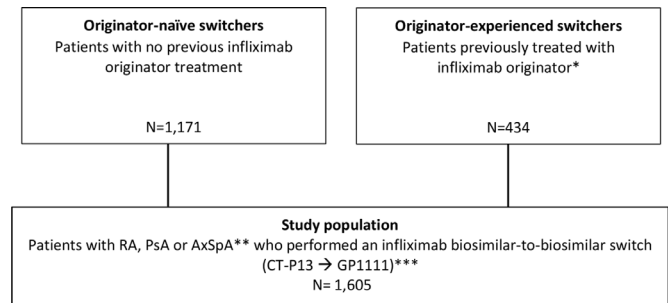 Originator-naïve switchers
Patients with no previous infliximab
originator treatment
N=1,171
Originator-experienced switchers
Patients previously treated with
infliximab originator*
N=434
Study population
Patients with RA, PsA or AxSpA** who performed an infliximab biosimilar-to-biosimilar switch
(CT-P13 → GP1111)***
N= 1,605